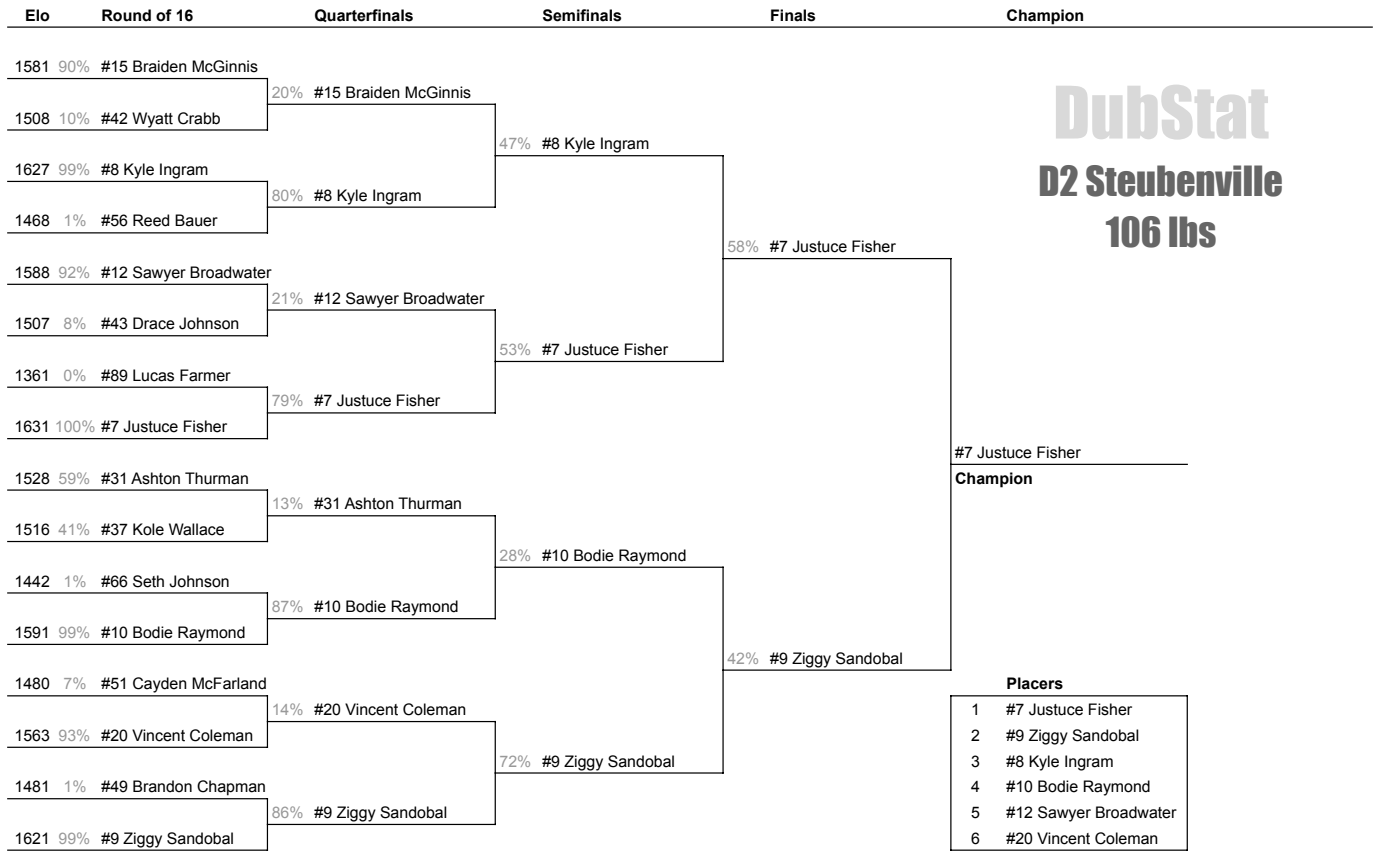 Elo Round of 16 Quarterfinals Semifinals Finals Champion
1581 90% #15 Braiden McGinnis
20% #15 Braiden McGinnis
DubStat
1508 10% #42 Wyatt Crabb
47% #8 Kyle Ingram
1627 99% #8 Kyle Ingram
D2 Steubenville
80% #8 Kyle Ingram
1468 1% #56 Reed Bauer
106 lbs
58% #7 Justuce Fisher
1588 92% #12 Sawyer Broadwater
21% #12 Sawyer Broadwater
1507 8% #43 Drace Johnson
53% #7 Justuce Fisher
1361 0% #89 Lucas Farmer
79% #7 Justuce Fisher
1631 100% #7 Justuce Fisher
#7 Justuce Fisher
1528 59% #31 Ashton Thurman
Champion
13% #31 Ashton Thurman
1516 41% #37 Kole Wallace
28% #10 Bodie Raymond
1442 1% #66 Seth Johnson
87% #10 Bodie Raymond
1591 99% #10 Bodie Raymond
42% #9 Ziggy Sandobal
1480 7% #51 Cayden McFarland
Placers
14% #20 Vincent Coleman
1 #7 Justuce Fisher
1563 93% #20 Vincent Coleman
2 #9 Ziggy Sandobal
72% #9 Ziggy Sandobal
3 #8 Kyle Ingram
1481 1% #49 Brandon Chapman
4 #10 Bodie Raymond
86% #9 Ziggy Sandobal
5 #12 Sawyer Broadwater
1621 99% #9 Ziggy Sandobal
6 #20 Vincent Coleman